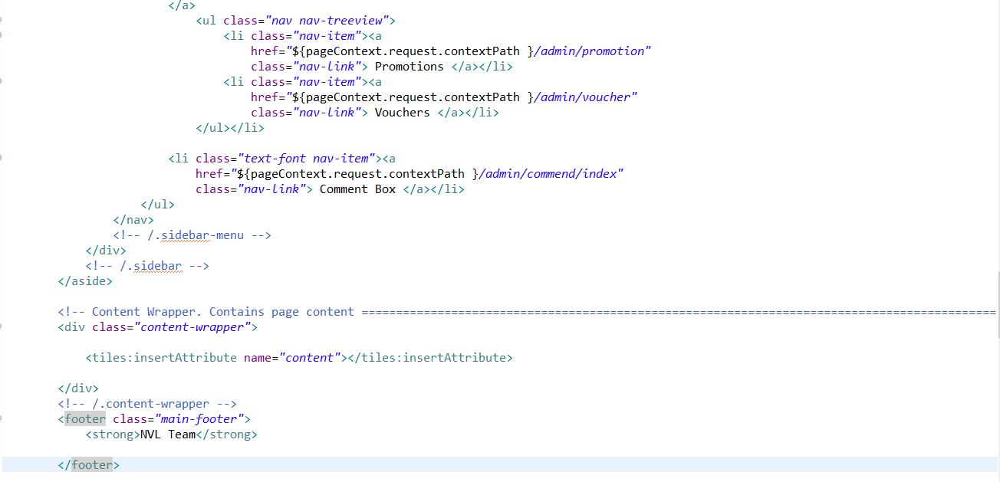 </a>
<ul class="nav nav-treeview">
<li class="nav-item"><a
href="${pageContext.request.contextPath }/admin/promotion"
class="nav-link"> Promotions </a></li>
<li class="nav-item"><a
href="${pageContext.request.contextPath }/admin/voucher"
class="nav-link"> Vouchers </a></li>
</ul></li>
<li class="text-font nav-item"><a
href="${pageContext.request.contextPath }/admin/commend/index"
class="nav-link"> Comment Box </a></li>
</ul>
</nav>
<!-- /.sidebar-menu -->
</div>
<!-- /.sidebar -->
</aside>
<!-- Content Wrapper. Contains page content ============================================================================================
<div class="content-wrapper">
<tiles:insertAttribute name="content"></tiles:insertAttribute>
</div>
<!-- /.content-wrapper -->
<footer class="main-footer">
<strong>NVL Team</strong>
</footer>